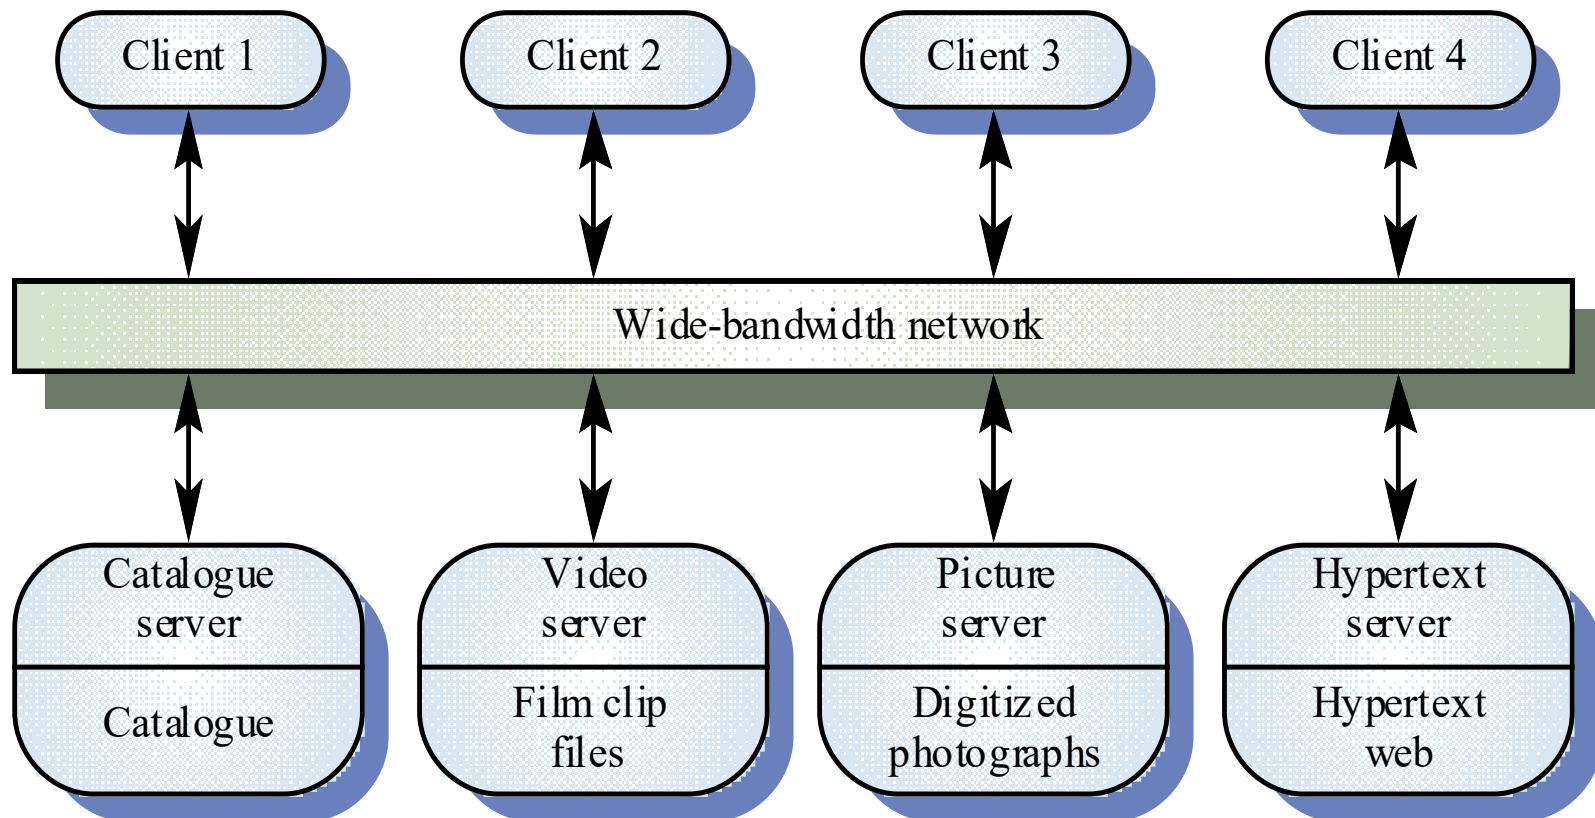 Client 1
Client 2
Client 3
Client 4
Wide-bandwidth network
Catalogue
server
Catalogue
Video
server
Film clip
files
Picture
server
Digitized
photographs
Hypertext
server
Hypertext
web